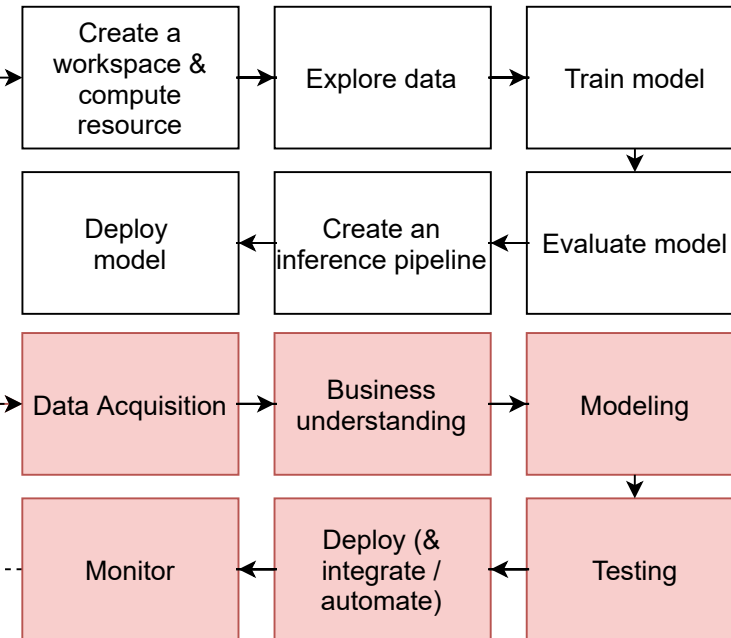 Create a
workspace &
compute
resource
Explore data
Train model
Deploy
model
Create an
inference pipeline
Evaluate model
Data Acquisition
Business
understanding
Modeling
Monitor
Deploy (&
integrate /
automate)
Testing